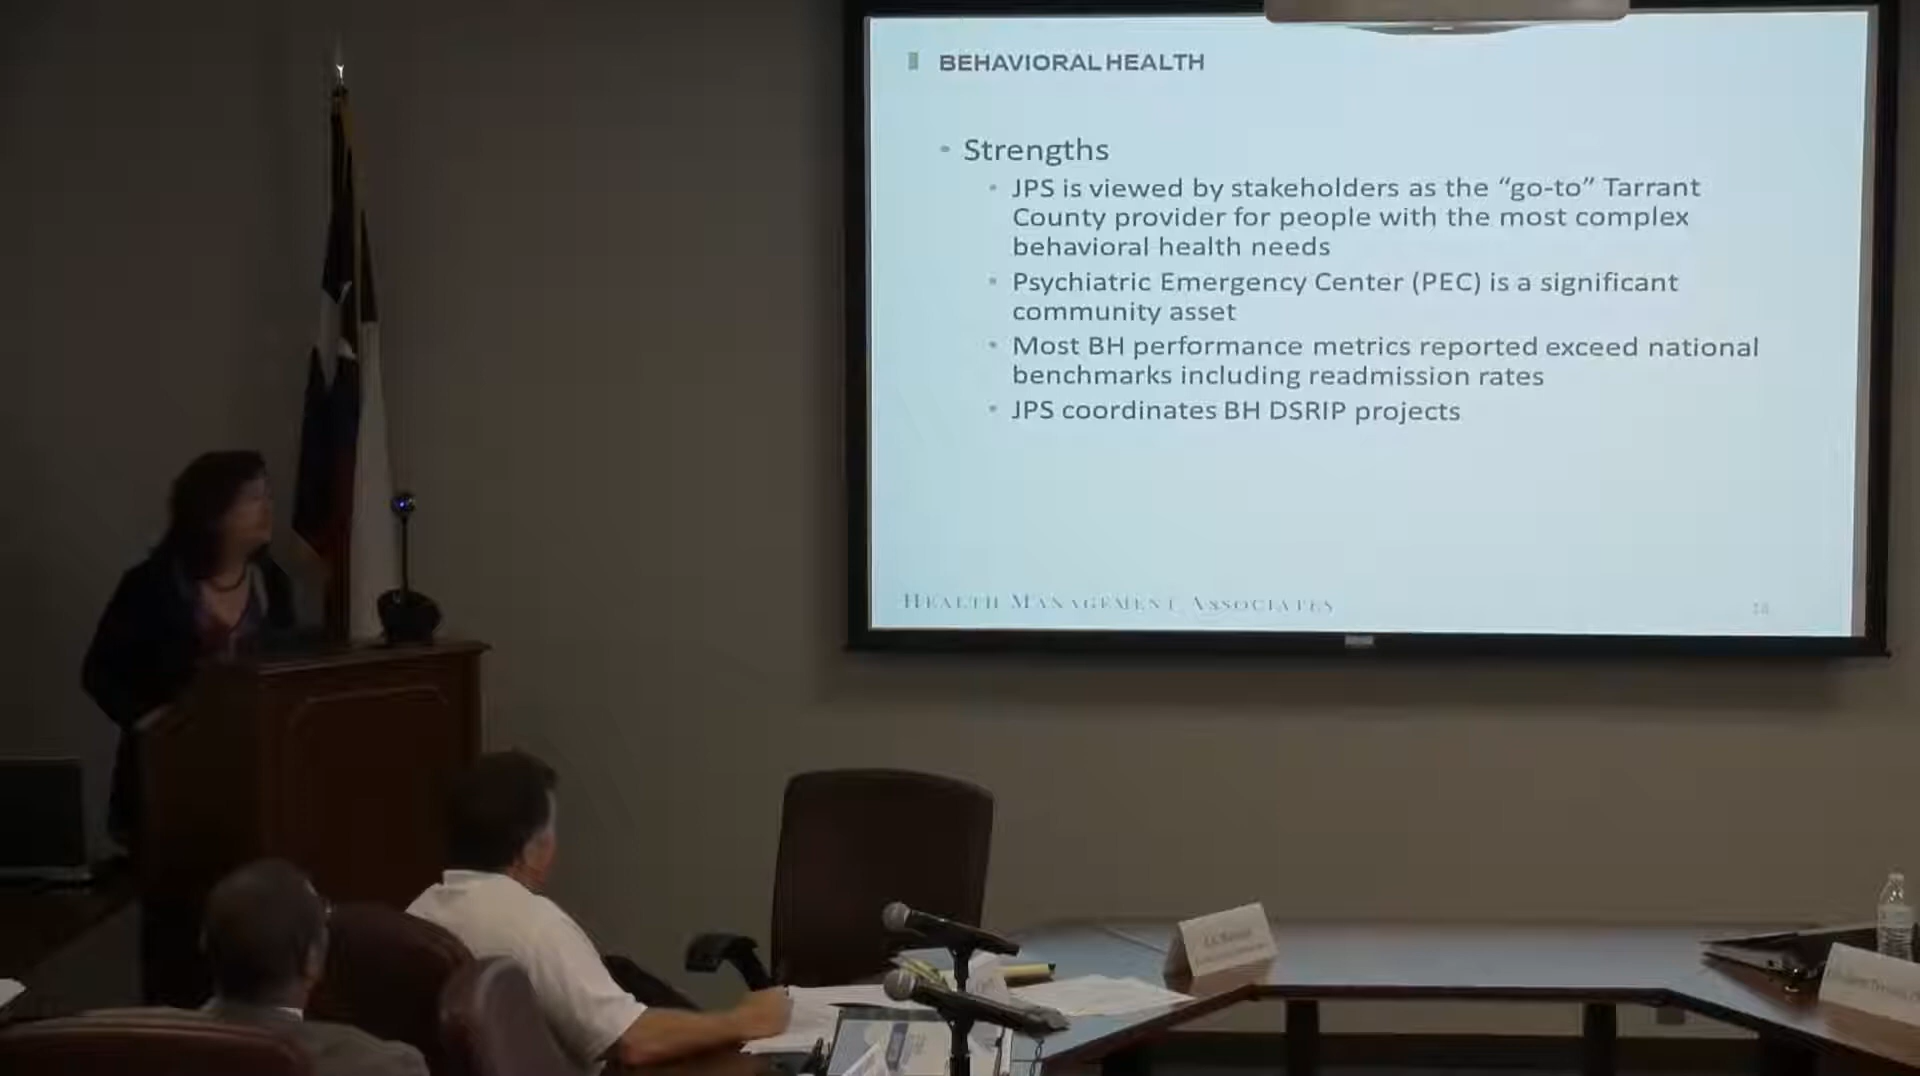 BEHAVIORAL HEALTH
• Strengths
• JPS is viewed by stakeholders as the “go-to” Tarrant
County provider for people with the most complex
behavioral health needs
• Psychiatric Emergency Center (PEC) is a significant
community asset
• Most BH performance metrics reported exceed national
benchmarks including readmission rates
• JPS coordinates BH DSRIP projects
HEALTH MANAGEMENT ASSOCIATES